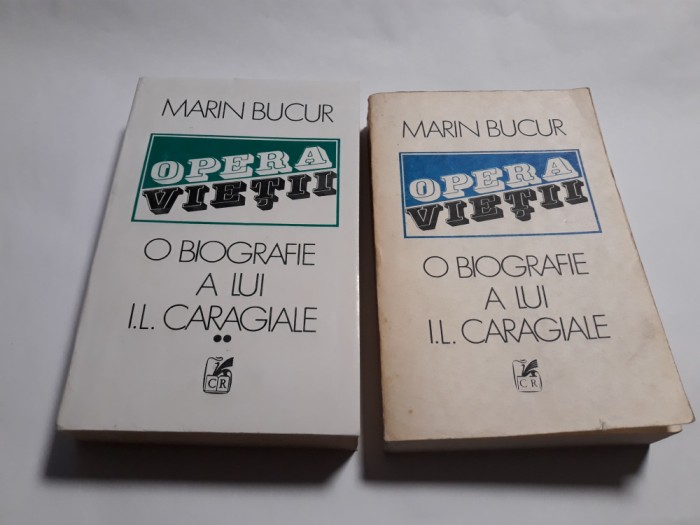 MARIN BUCUR
OPERA
VIEȚII
O BIOGRAFIE
A LUI
I.L. CARAGIALE
••
CR
MARIN BUCUR
OPERA
VIEȚII
O BIOGRAFIE
A LUI
I.L. CARAGIALE
CR